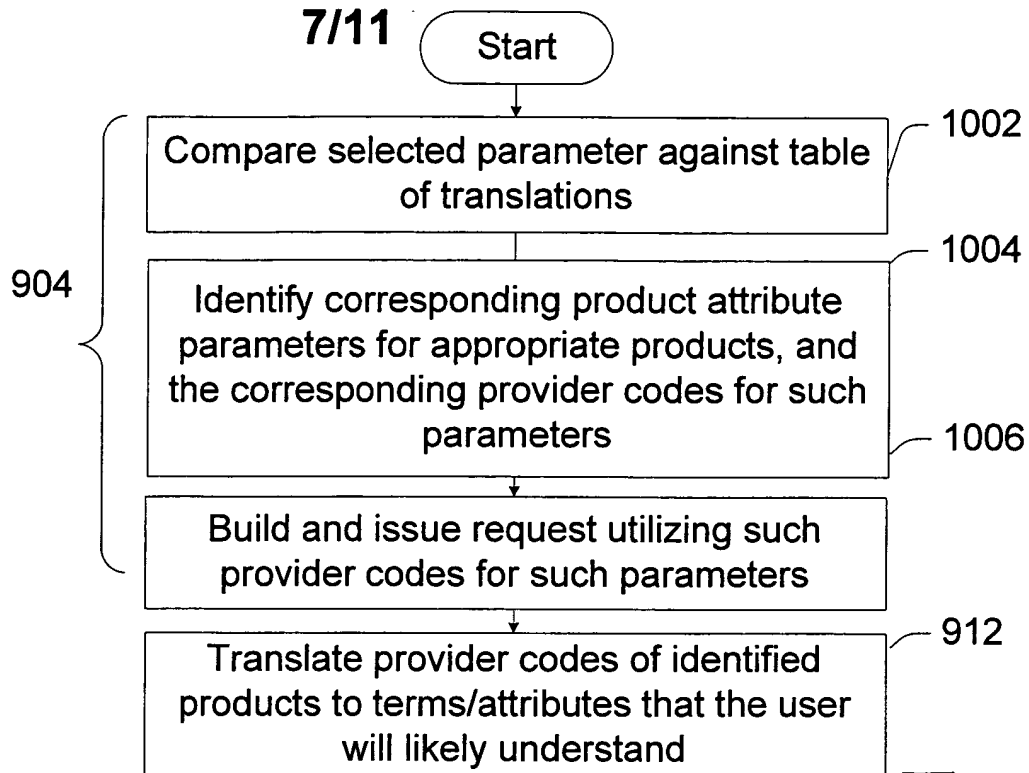 7/11
Start
Compare selected parameter against table
of translations
1002
1004
904
Identify corresponding product attribute
parameters for appropriate products, and
the corresponding provider codes for such
parameters
1006
Build and issue request utilizing such
provider codes for such parameters
912
Translate provider codes of identified
products to terms/attributes that the user
will likely understand